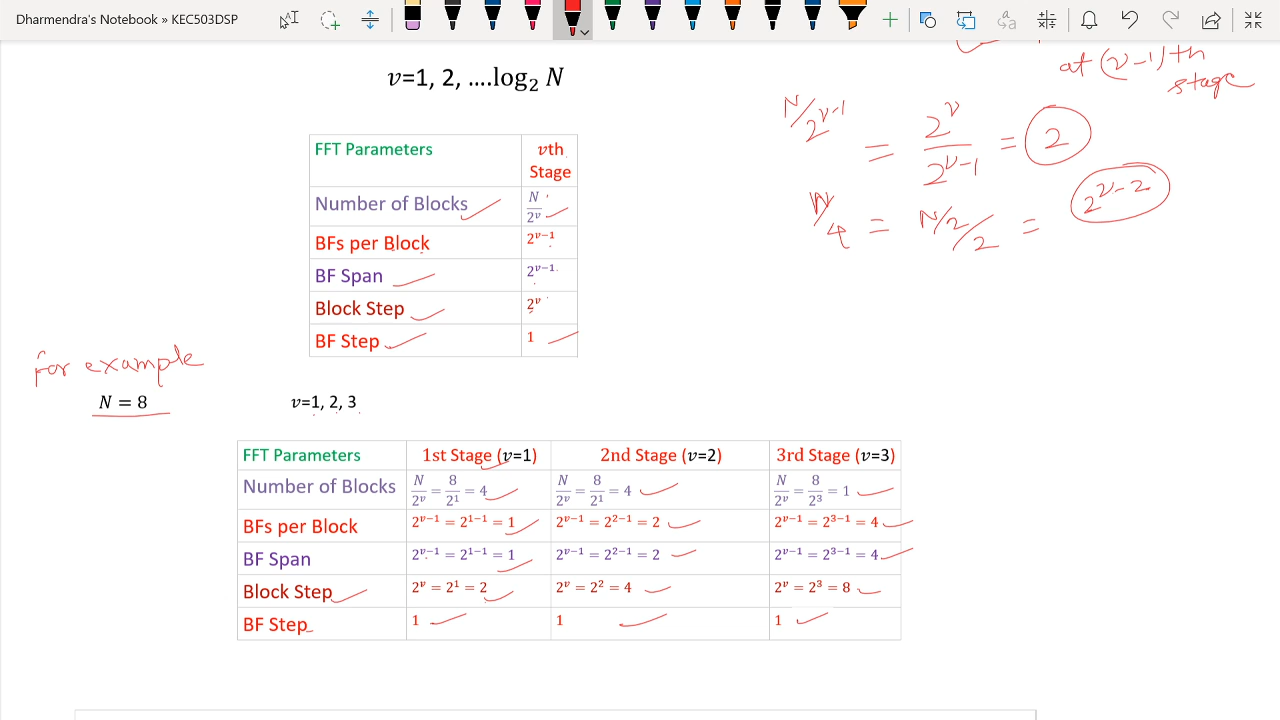 Dharmendra's Notebook » KEC503DSP
at (ν-1)th
stage
ν=1, 2, ....log₂ N
N/2^(ν-1) = 2^ν / 2^(ν-1) = 2
N/4 = N/2/2 = 2^(ν-2)
FFT Parameters νth Stage
Number of Blocks N/2^ν
BFs per Block 2^(ν-1)
BF Span 2^(ν-1)
Block Step 2^ν
BF Step 1
for example
N = 8 ν=1, 2, 3
FFT Parameters 1st Stage (ν=1) 2nd Stage (ν=2) 3rd Stage (ν=3)
Number of Blocks N/2^ν = 8/2^1 = 4 N/2^ν = 8/2^1 = 4 N/2^ν = 8/2^3 = 1
BFs per Block 2^(ν-1) = 2^(1-1) = 1 2^(ν-1) = 2^(2-1) = 2 2^(ν-1) = 2^(3-1) = 4
BF Span 2^(ν-1) = 2^(1-1) = 1 2^(ν-1) = 2^(2-1) = 2 2^(ν-1) = 2^(3-1) = 4
Block Step 2^ν = 2^1 = 2 2^ν = 2^2 = 4 2^ν = 2^3 = 8
BF Step 1 1 1